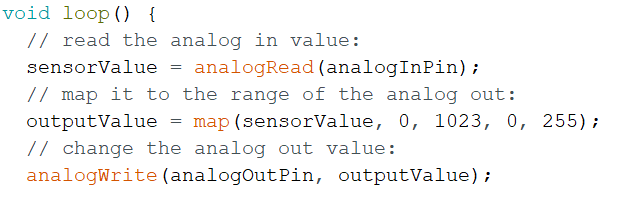 void loop() {
// read the analog in value:
sensorValue = analogRead(analogInPin);
// map it to the range of the analog out:
outputValue = map(sensorValue, 0, 1023, 0, 255);
// change the analog out value:
analogWrite(analogOutPin, outputValue);